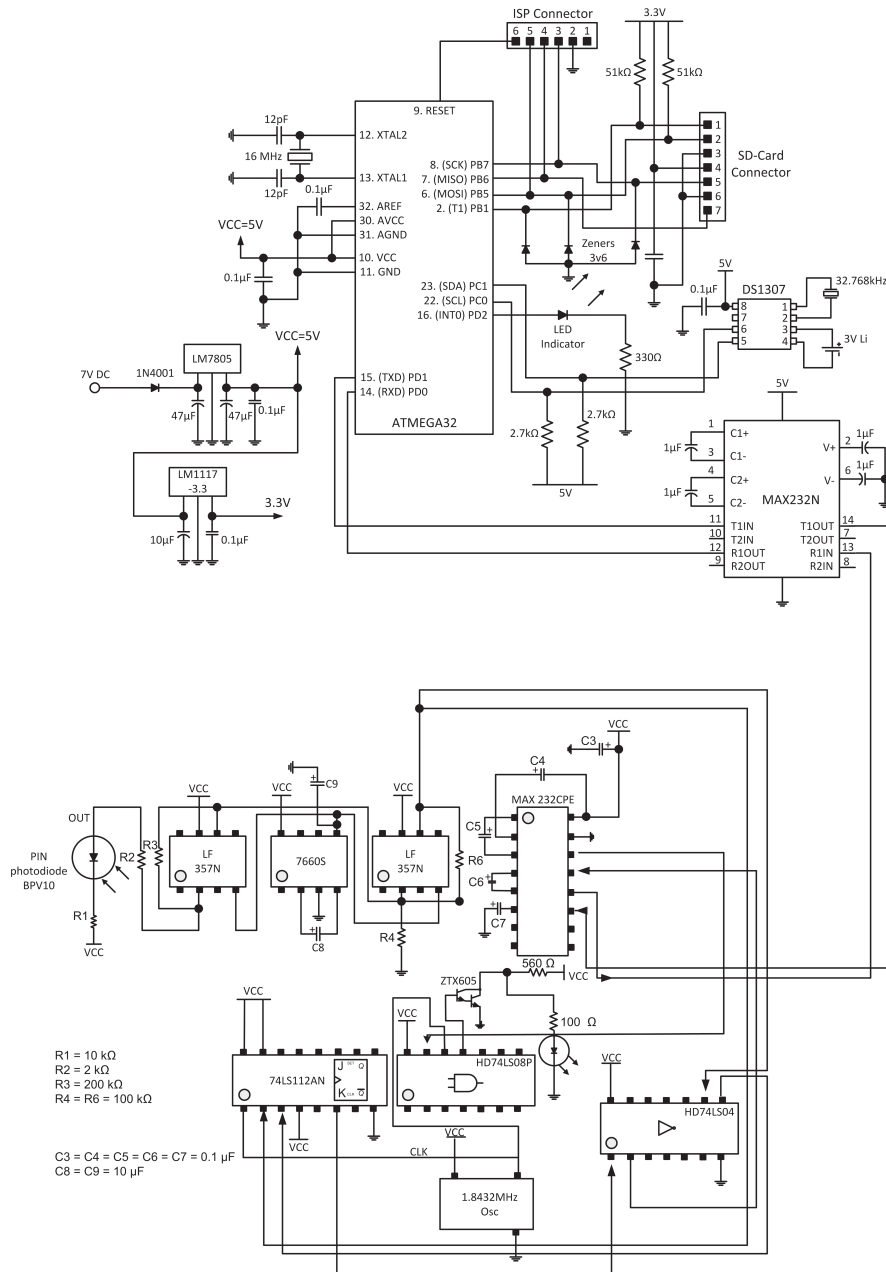 ISP Connector
6 5 4 3 2 1
3.3V
51kΩ
51kΩ
9. RESET
12pF
12. XTAL2
16 MHz
13. XTAL1
12pF
0.1µF
32. AREF
30. AVCC
31. AGND
VCC=5V
10. VCC
11. GND
0.1µF
8. (SCK) PB7
7. (MISO) PB6
6. (MOSI) PB5
2. (T1) PB1
1
2
3
4
5
6
7
SD-Card
Connector
Zeners
3v6
23. (SDA) PC1
22. (SCL) PC0
16. (INT0) PD2
LED
Indicator
330Ω
5V
0.1µF
DS1307
32.768kHz
8 1
7 2
6 3
5 4
3V Li
+
VCC=5V
LM7805
7V DC
1N4001
47µF
47µF
0.1µF
15. (TXD) PD1
14. (RXD) PD0
ATMEGA32
2.7kΩ
2.7kΩ
5V
LM1117
-3.3
3.3V
10µF
0.1µF
5V
1 C1+
1µF
3 C1-
4 C2+
1µF
5 C2-
V+ 2 1µF
V- 6 1µF
MAX232N
11 T1IN T1OUT 14
10 T2IN T2OUT 7
12 R1OUT R1IN 13
9 R2OUT R2IN 8
VCC
C3 +
C4
+
MAX 232CPE
C5 +
C6 +
C7 +
VCC
VCC
+ C9
VCC
OUT
PIN
photodiode
BPV10
R2
R3
LF
357N
7660S
LF
357N
R6
R1
VCC
+
C8
R4
560 Ω
VCC
ZTX605
100 Ω
VCC
VCC
R1 = 10 kΩ
R2 = 2 kΩ
R3 = 200 kΩ
R4 = R6 = 100 kΩ
74LS112AN
J SET Q
K CLR Q
HD74LS08P
VCC
HD74LS04
VCC
VCC
CLK
C3 = C4 = C5 = C6 = C7 = 0.1 µF
C8 = C9 = 10 µF
1.8432MHz
Osc